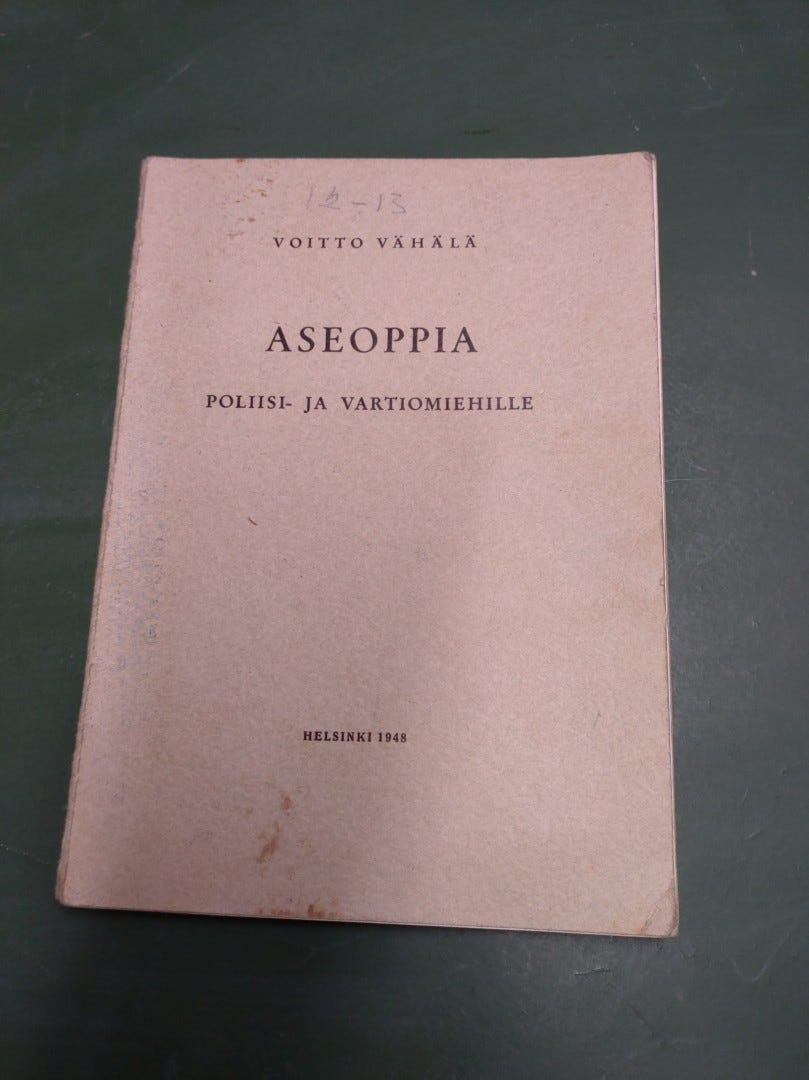 12-13
VOITTO VÄHÄLÄ
ASEOPPIA
POLIISI- JA VARTIOMIEHILLE
HELSINKI 1948